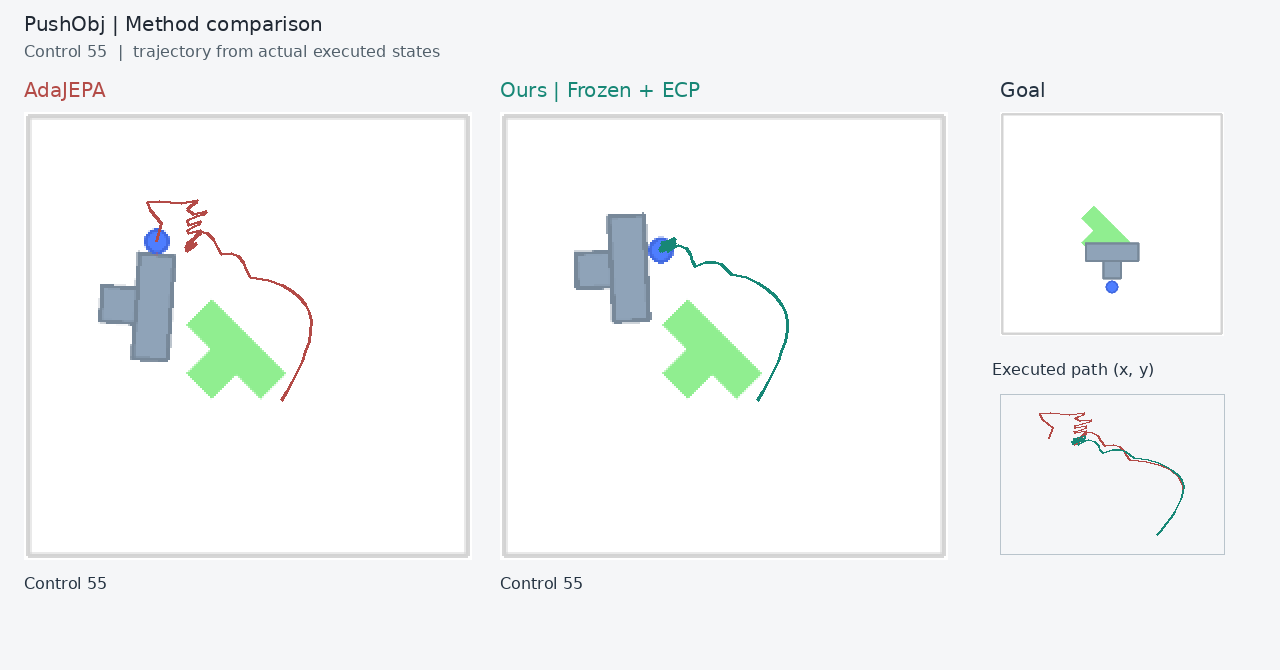 PushObj | Method comparison
Control 55 | trajectory from actual executed states
AdaJEPA
Ours | Frozen + ECP
Goal
Executed path (x, y)
Control 55
Control 55